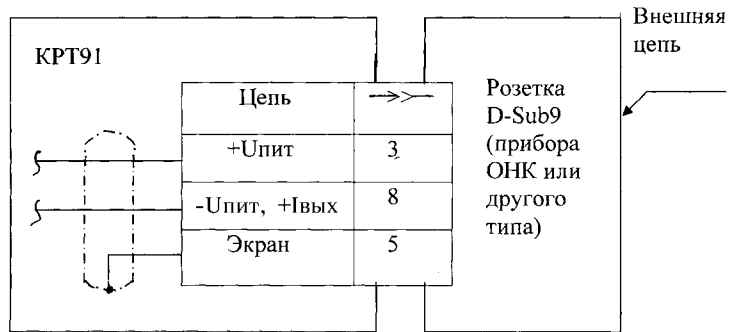 Внешняя
цепь
КРТ91
Цепь
+Uпит 3
-Uпит, +Iвых 8
Экран 5
Розетка
D-Sub9
(прибора
ОНК или
другого
типа)